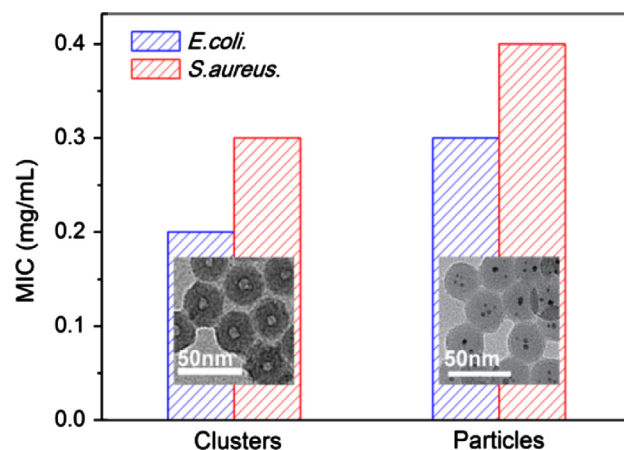 0.4
E.coli.
S.aureus.
0.3
MIC (mg/mL)
0.2
0.1
50nm
50nm
0.0
Clusters
Particles